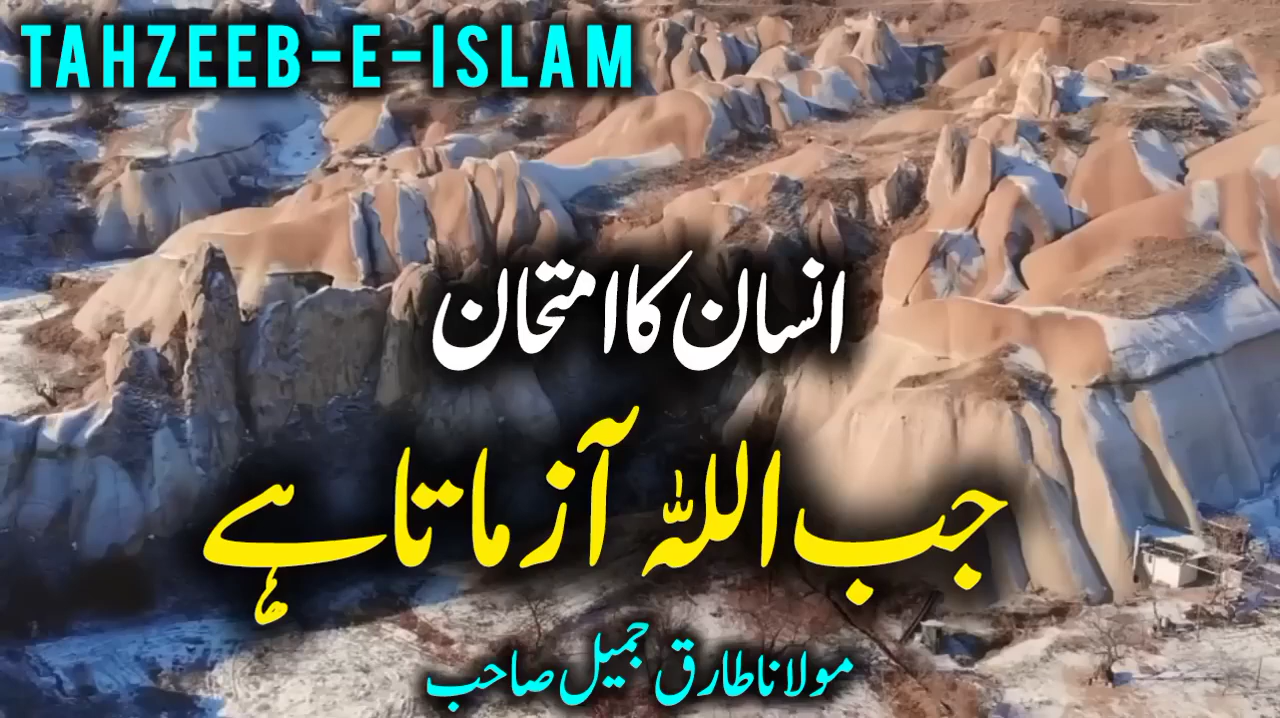 TAHZEEB-E-ISLAM
انسان کا امتحان
جب اللہ آزماتا ہے
مولانا طارق جمیل صاحب